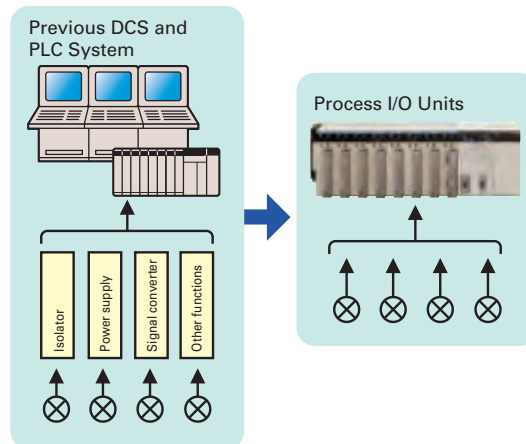 Previous DCS and
PLC System
Process I/O Units
Isolator
Power supply
Signal converter
Other functions